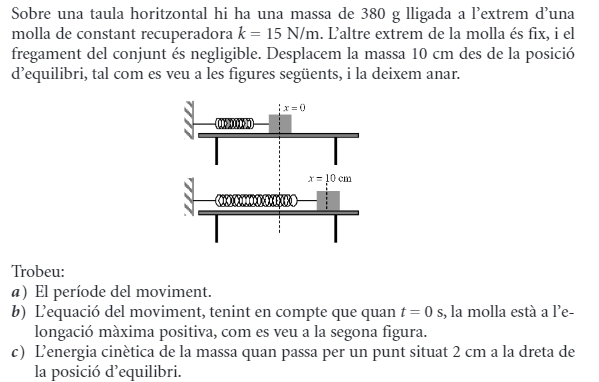 Sobre una taula horitzontal hi ha una massa de 380 g lligada a l'extrem d'una
molla de constant recuperadora k = 15 N/m. L'altre extrem de la molla és fix, i el
fregament del conjunt és negligible. Desplacem la massa 10 cm des de la posició
d'equilibri, tal com es veu a les figures següents, i la deixem anar.
x = 0
x = 10 cm
Trobeu:
a) El període del moviment.
b) L'equació del moviment, tenint en compte que quan t = 0 s, la molla està a l'e-
longació màxima positiva, com es veu a la segona figura.
c) L'energia cinètica de la massa quan passa per un punt situat 2 cm a la dreta de
la posició d'equilibri.